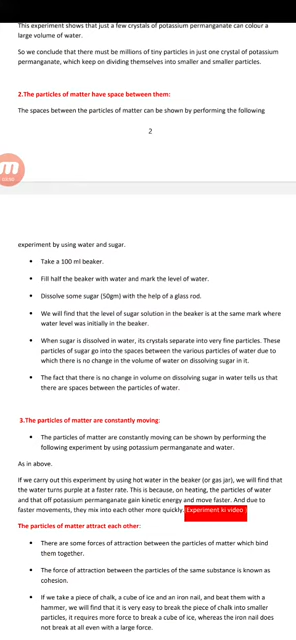 This experiment shows that just a few crystals of potassium permanganate can colour a
large volume of water.
So we conclude that there must be millions of tiny particles in just one crystal of potassium
permanganate, which keep on dividing themselves into smaller and smaller particles.
2.The particles of matter have space between them:
The spaces between the particles of matter can be shown by performing the following
2
experiment by using water and sugar.
• Take a 100 ml beaker.
• Fill half the beaker with water and mark the level of water.
• Dissolve some sugar (50gm) with the help of a glass rod.
• We will find that the level of sugar solution in the beaker is at the same mark where
water level was initially in the beaker.
• When sugar is dissolved in water, its crystals separate into very fine particles. These
particles of sugar go into the spaces between the various particles of water due to
which there is no change in the volume of water on dissolving sugar in it.
• The fact that there is no change in volume on dissolving sugar in water tells us that
there are spaces between the particles of water.
3.The particles of matter are constantly moving:
• The particles of matter are constantly moving can be shown by performing the
following experiment by using potassium permanganate and water.
As in above.
If we carry out this experiment by using hot water in the beaker (or gas jar), we will find that
the water turns purple at a faster rate. This is because, on heating, the particles of water
and that off potassium permanganate gain kinetic energy and move faster. And due to
faster movements, they mix into each other more quickly. Experiment ki video
The particles of matter attract each other:
• There are some forces of attraction between the particles of matter which bind
them together.
• The force of attraction between the particles of the same substance is known as
cohesion.
• If we take a piece of chalk, a cube of ice and an iron nail, and beat them with a
hammer, we will find that it is very easy to break the piece of chalk into smaller
particles, it requires more force to break a cube of ice, whereas the iron nail does
not break at all even with a large force.